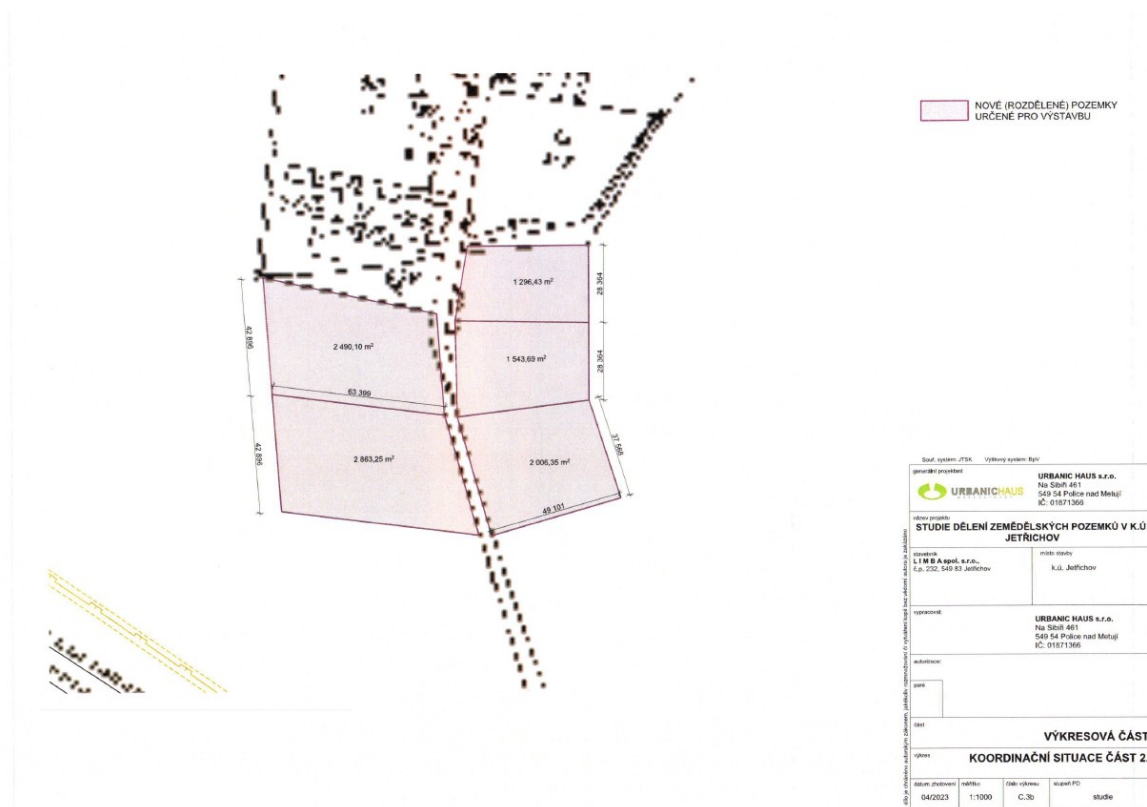 NOVÉ (ROZDĚLENÉ) POZEMKY
URČENÉ PRO VÝSTAVBU
1 296,43 m²
28 364
2 490,10 m²
42 896
1 543,69 m²
28 364
63 399
2 863,25 m²
42 896
2 006,35 m²
37 568
49 101
Souř. systém: JTSK Výškový systém: BpV
generální projektant
URBANICHAUS
URBANIC HAUS s.r.o.
Na Sibiři 461
549 54 Police nad Metují
IČ: 01871366
název projektu
STUDIE DĚLENÍ ZEMĚDĚLSKÝCH POZEMKŮ V K.Ú
JETŘICHOV
stavebník
L I M B A spol. s.r.o.,
č.p. 232, 549 83 Jetřichov
místo stavby
k.ú. Jetřichov
vypracoval:
URBANIC HAUS s.r.o.
Na Sibiři 461
549 54 Police nad Metují
IČ: 01871366
autorizace:
paré
část
VÝKRESOVÁ ČÁST
výkres
KOORDINAČNÍ SITUACE ČÁST 2.
datum zhotovení
04/2023
měřítko
1:1000
číslo výkresu
C.3b
stupeň PD
studie